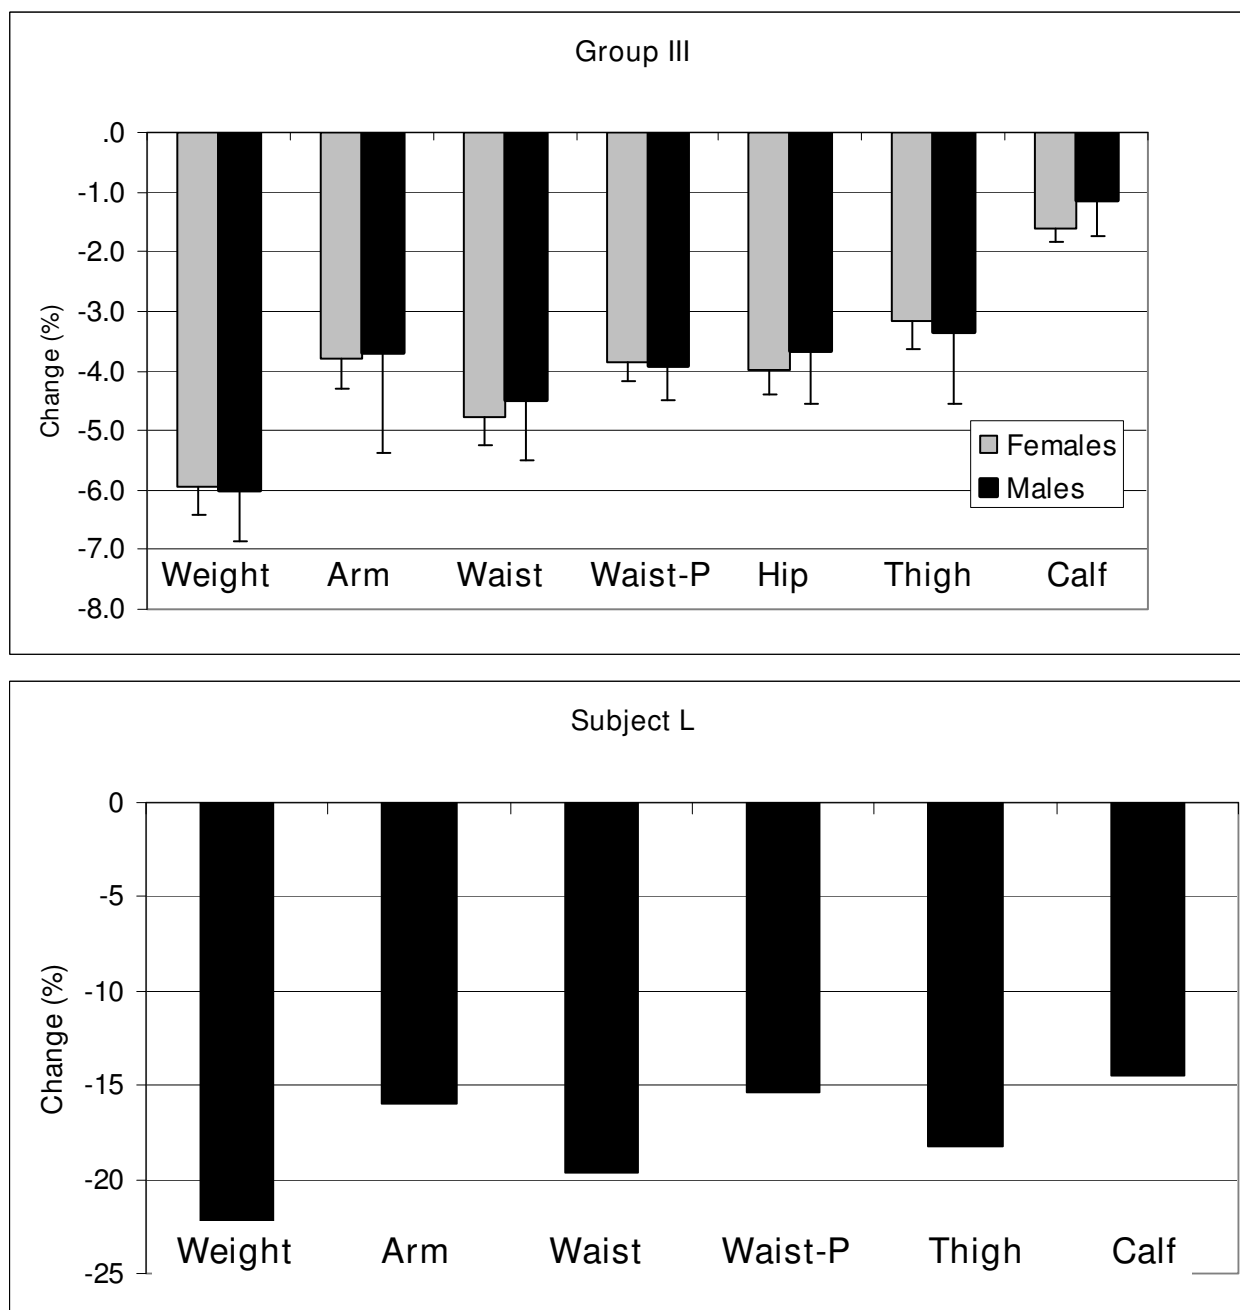 Group III
.0
-1.0
-2.0
-3.0
-4.0
-5.0
-6.0
-7.0
-8.0
Change (%)
Weight Arm Waist Waist-P Hip Thigh Calf
Females
Males
Subject L
0
-5
-10
-15
-20
-25
Change (%)
Weight Arm Waist Waist-P Thigh Calf